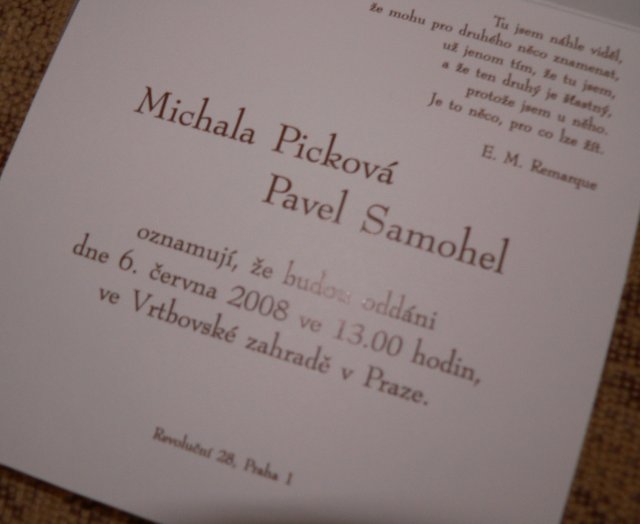 Tu jsem náhle viděl,
že mohu pro druhého něco znamenat,
už jenom tím, že tu jsem,
a že ten druhý je šťastný,
protože jsem u něho.
Je to něco, pro co lze žít.
E. M. Remarque
Michala Picková
Pavel Samohel
oznamují, že budou oddáni
dne 6. června 2008 ve 13.00 hodin,
ve Vrtbovské zahradě v Praze.
Revoluční 28, Praha 1